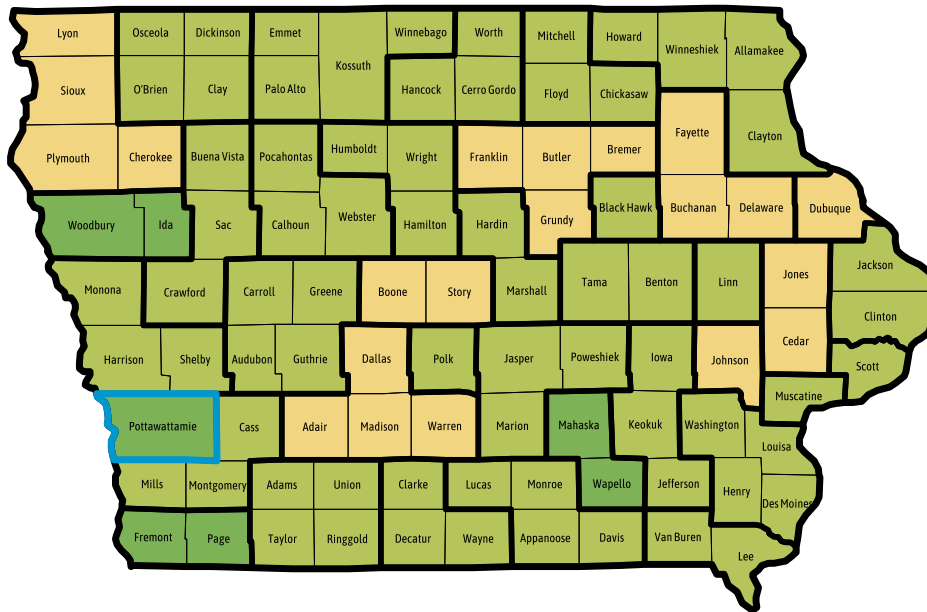 Lyon
Osceola
Dickinson
Emmet
Kossuth
Winnebago
Worth
Mitchell
Howard
Winneshiek
Allamakee
Sioux
O'Brien
Clay
Palo Alto
Hancock
Cerro Gordo
Floyd
Chickasaw
Fayette
Clayton
Plymouth
Cherokee
Buena Vista
Pocahontas
Humboldt
Wright
Franklin
Butler
Bremer
Woodbury
Ida
Sac
Calhoun
Webster
Hamilton
Hardin
Grundy
Black Hawk
Buchanan
Delaware
Dubuque
Monona
Crawford
Carroll
Greene
Boone
Story
Marshall
Tama
Benton
Linn
Jones
Jackson
Clinton
Harrison
Shelby
Audubon
Guthrie
Dallas
Polk
Jasper
Poweshiek
Iowa
Johnson
Cedar
Scott
Muscatine
Pottawattamie
Cass
Adair
Madison
Warren
Marion
Mahaska
Keokuk
Washington
Louisa
Mills
Montgomery
Adams
Union
Clarke
Lucas
Monroe
Wapello
Jefferson
Henry
Des Moines
Fremont
Page
Taylor
Ringgold
Decatur
Wayne
Appanoose
Davis
Van Buren
Lee